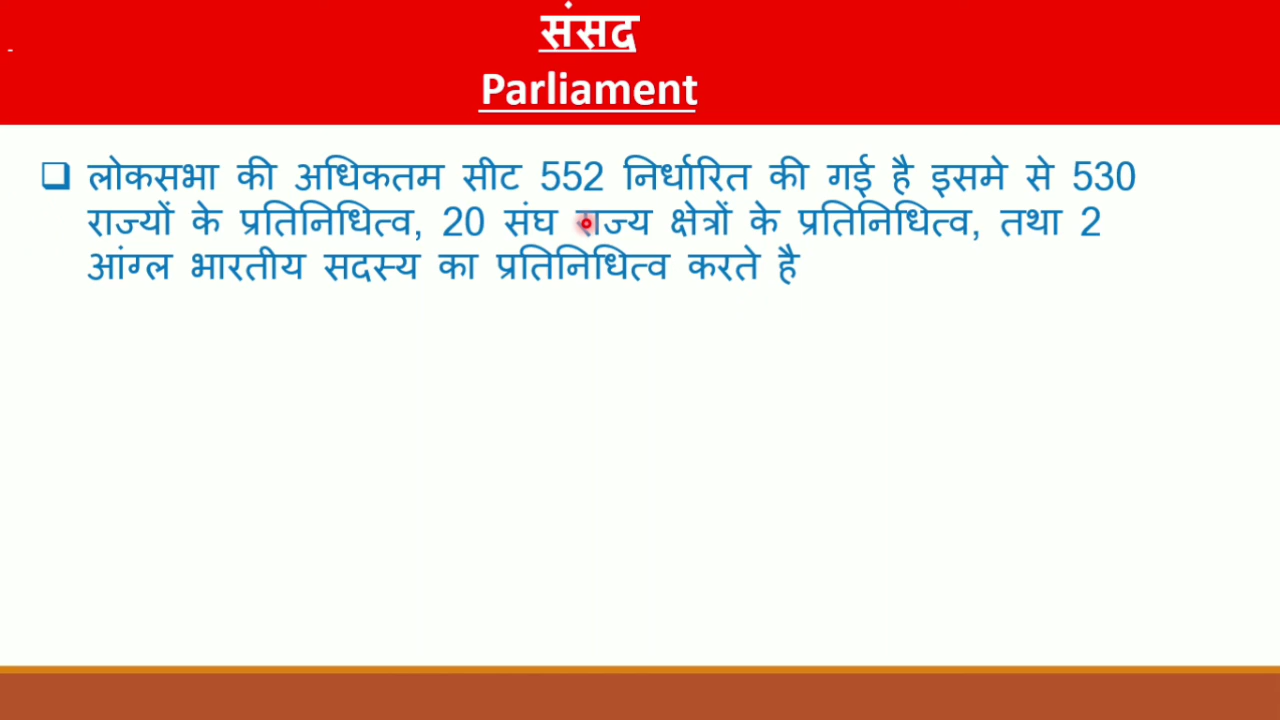 संसद
Parliament
लोकसभा की अधिकतम सीट 552 निर्धारित की गई है इसमे से 530
राज्यों के प्रतिनिधित्व, 20 संघ राज्य क्षेत्रों के प्रतिनिधित्व, तथा 2
आंग्ल भारतीय सदस्य का प्रतिनिधित्व करते है